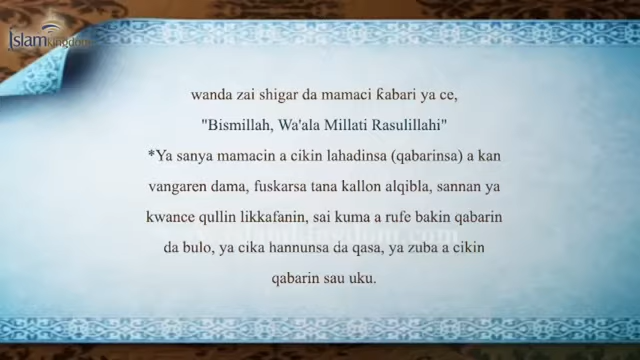 Islam kingdom
wanda zai shigar da mamaci ƙabari ya ce,
"Bismillah, Wa'ala Millati Rasulillahi"
*Ya sanya mamacin a cikin lahadinsa (qabarinsa) a kan
vangaren dama, fuskarsa tana kallon alqibla, sannan ya
kwance qullin likkafanin, sai kuma a rufe bakin qabarin
da bulo, ya cika hannunsa da qasa, ya zuba a cikin
qabarin sau uku.